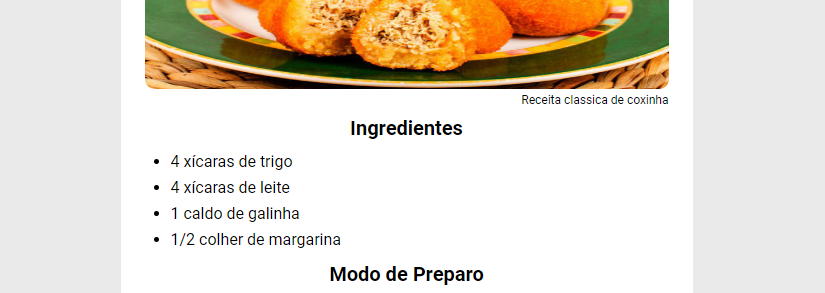 Receita classica de coxinha
Ingredientes
4 xícaras de trigo
4 xícaras de leite
1 caldo de galinha
1/2 colher de margarina
Modo de Preparo